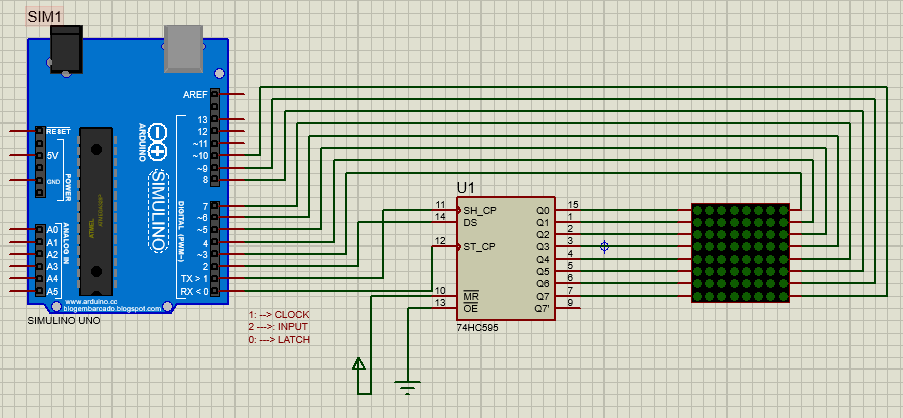 SIM1
AREF
13
12
~11
~10
~9
8
7
~6
~5
4
~3
2
TX > 1
RX < 0
RESET
5V
GND
POWER
A0
A1
A2
A3
A4
A5
ANALOG IN
ATMEL
ARDUINO
SIMULINO
DIGITAL (PWM~)
www.arduino.cc
blogembarcado.blogspot.com
SIMULINO UNO
1: --> CLOCK
2 --->: INPUT
0: ---> LATCH
U1
11 SH_CP Q0 15
14 DS Q1 1
Q2 2
12 ST_CP Q3 3
Q4 4
Q5 5
Q6 6
10 MR Q7 7
13 OE Q7' 9
74HC595